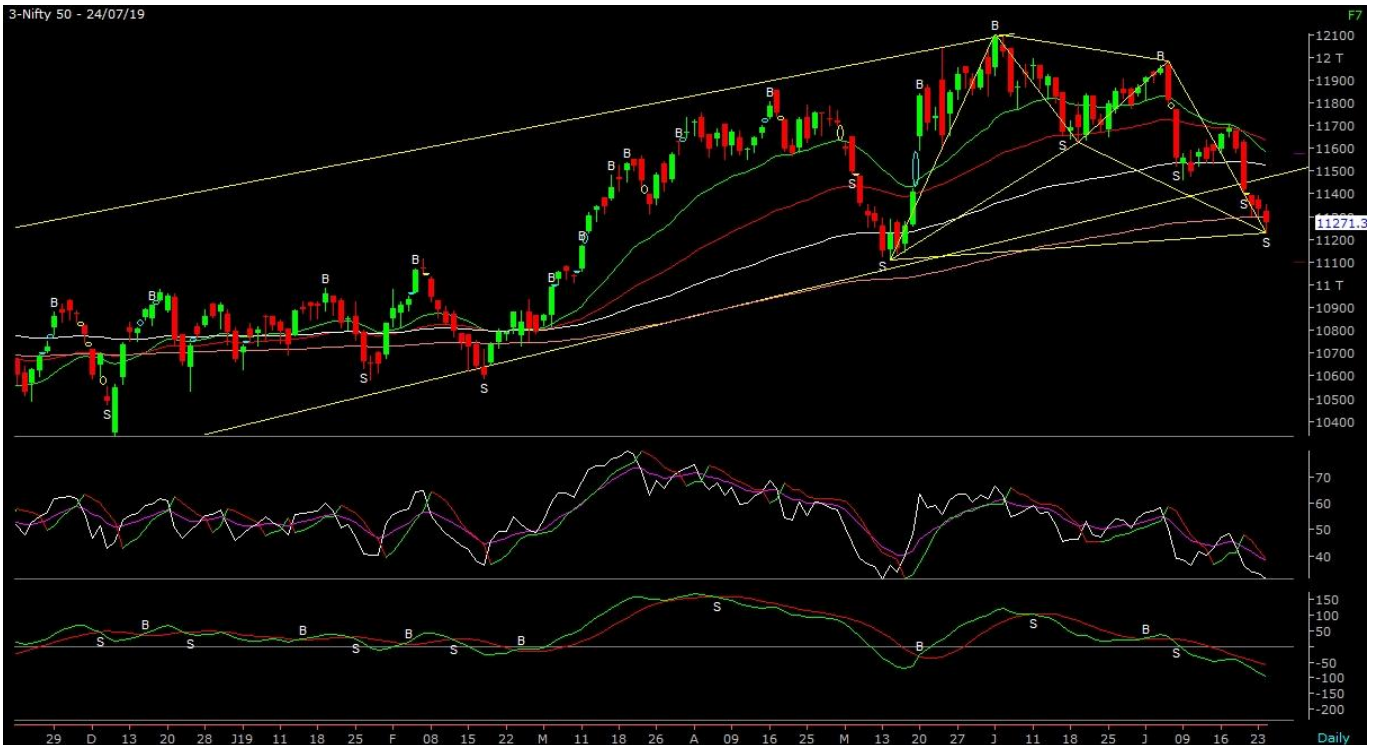 3-Nifty 50 - 24/07/19
F7
B
12100
B
12 T
B
B
11900
11800
B
11700
B
B
S
11600
S
11500
S
S
11400
11271.3
B
S
S
11200
11100
B
B
11 T
B
B
10900
10800
10700
S
S
10600
10500
S
10400
70
60
50
40
150
S
100
B
B
B
B
S
B
50
S
S
S
S
B
B
S
-50
-100
-150
-200
29 D 13 20 28 J19 11 18 25 F 08 15 22 M 11 18 26 A 09 16 25 M 13 20 27 J 11 18 25 J 09 16 23
Daily